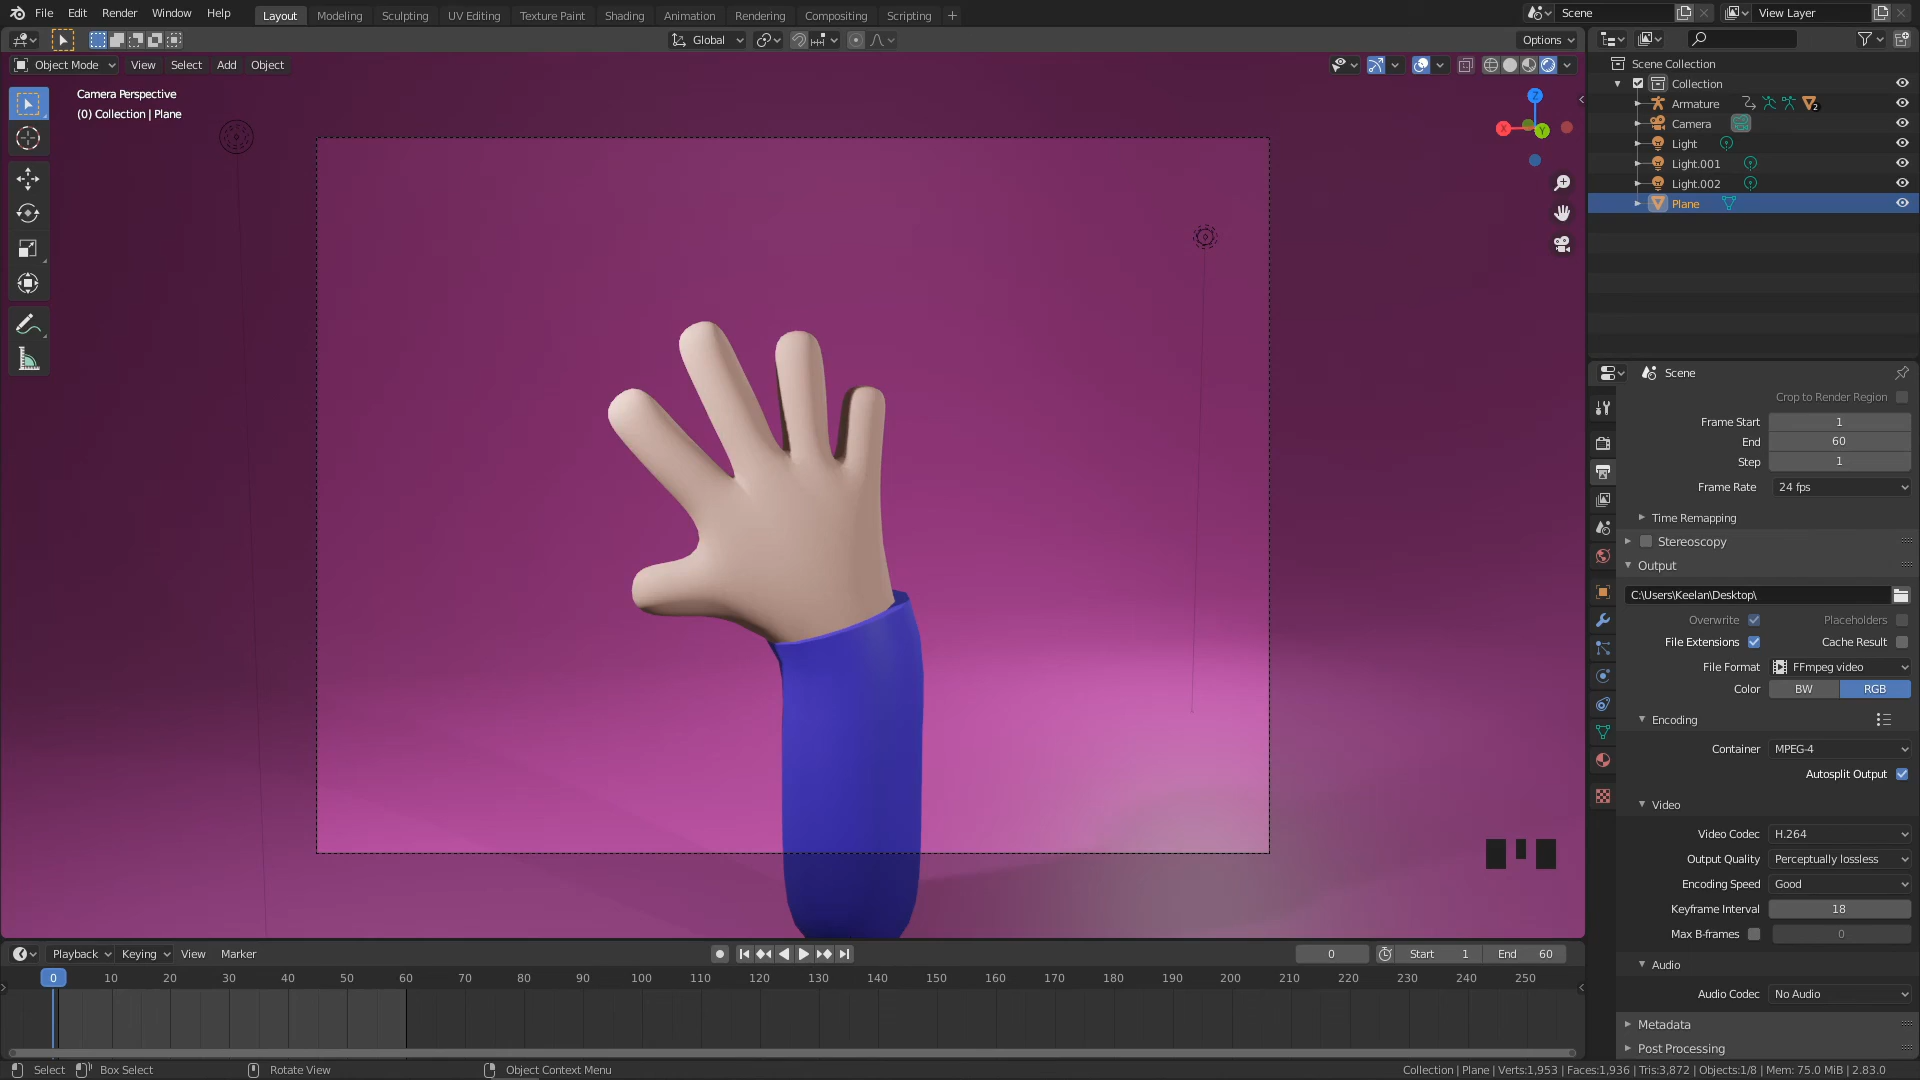 File Edit Render Window Help Layout Modeling Sculpting UV Editing Texture Paint Shading Animation Rendering Compositing Scripting + Scene View Layer
Global Options
Object Mode View Select Add Object
Camera Perspective
(0) Collection | Plane
Z
X
Y
Scene Collection
Collection
Armature 2
Camera
Light
Light.001
Light.002
Plane
Scene
Crop to Render Region
Frame Start 1
End 60
Step 1
Frame Rate 24 fps
Time Remapping
Stereoscopy
Output
C:\Users\Keelan\Desktop\
Overwrite Placeholders
File Extensions Cache Result
File Format FFmpeg video
Color BW RGB
Encoding
Container MPEG-4
Autosplit Output
Video
Video Codec H.264
Output Quality Perceptually lossless
Encoding Speed Good
Keyframe Interval 18
Max B-frames 0
Audio
Audio Codec No Audio
Metadata
Post Processing
Playback Keying View Marker 0 Start 1 End 60
0 10 20 30 40 50 60 70 80 90 100 110 120 130 140 150 160 170 180 190 200 210 220 230 240 250
Select Box Select Rotate View Object Context Menu Collection | Plane | Verts:1,953 | Faces:1,936 | Tris:3,872 | Objects:1/8 | Mem: 75.0 MiB | 2.83.0